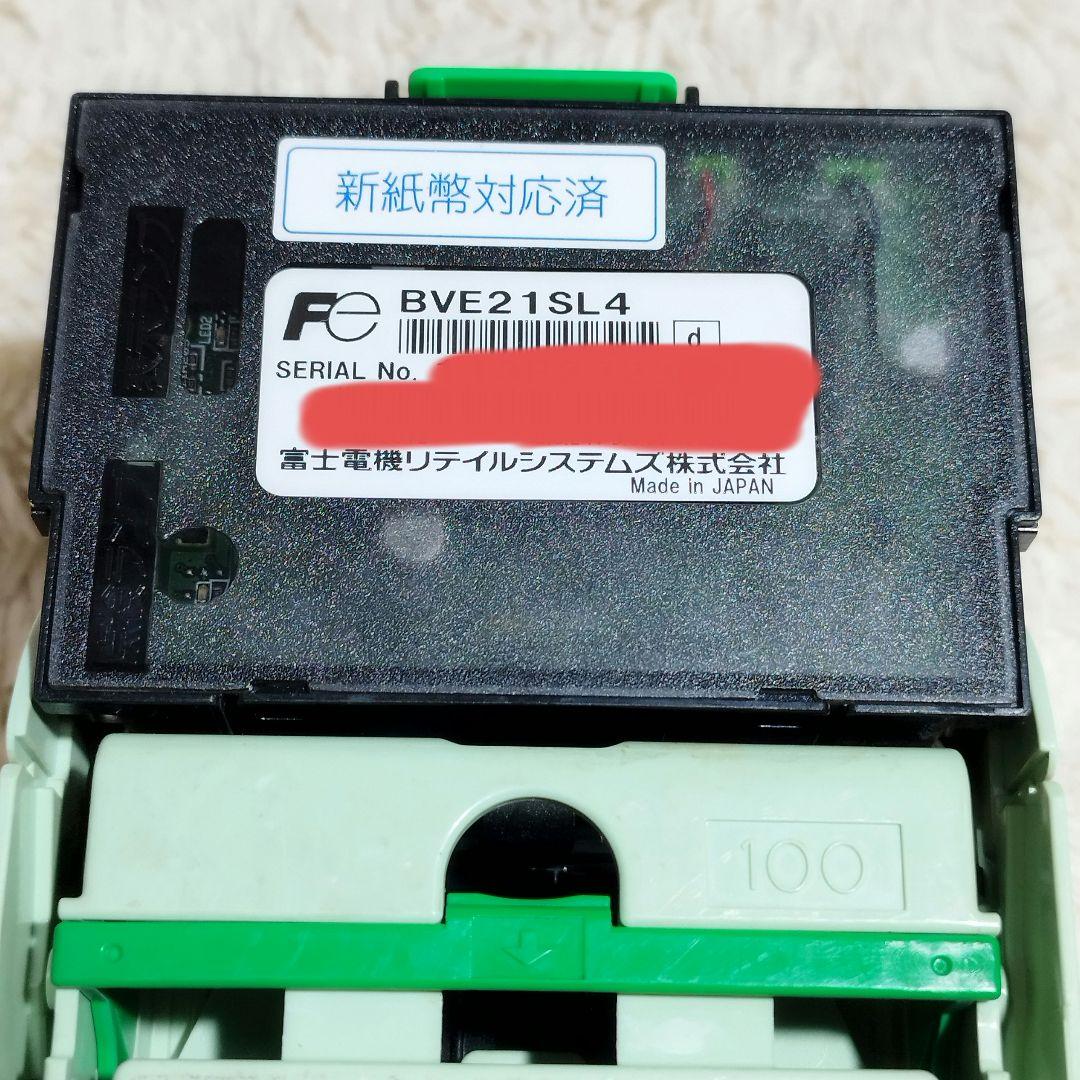 新紙幣対応済
Fe BVE21SL4
d
SERIAL No.
富士電機リテイルシステムズ株式会社
Made in JAPAN
LED2
100